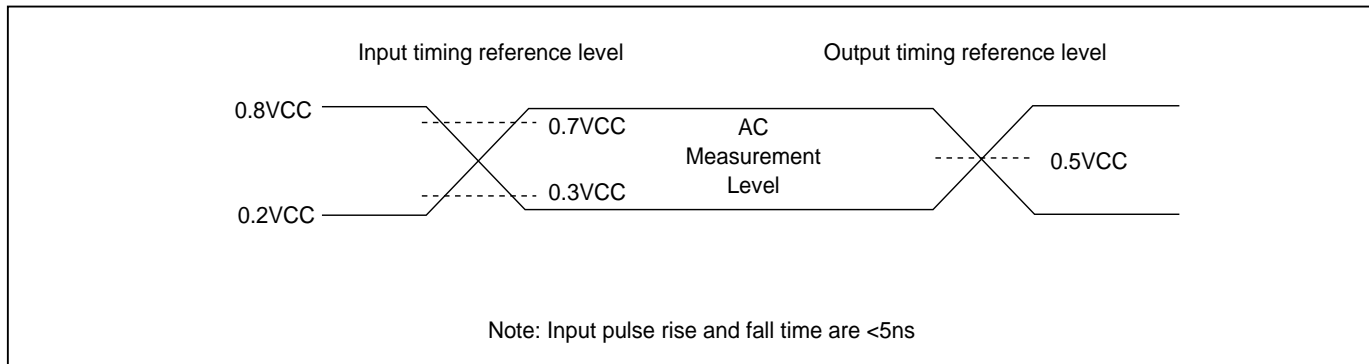 Input timing reference level
Output timing reference level
0.8VCC
0.7VCC
AC
Measurement
Level
0.5VCC
0.3VCC
0.2VCC
Note: Input pulse rise and fall time are <5ns